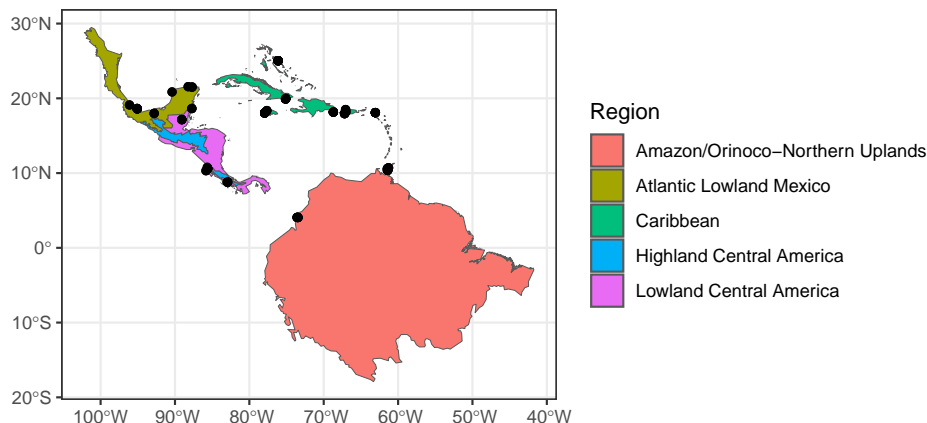 30°N
20°N
10°N
0°
10°S
20°S
100°W
90°W
80°W
70°W
60°W
50°W
40°W
Region
Amazon/Orinoco−Northern Uplands
Atlantic Lowland Mexico
Caribbean
Highland Central America
Lowland Central America